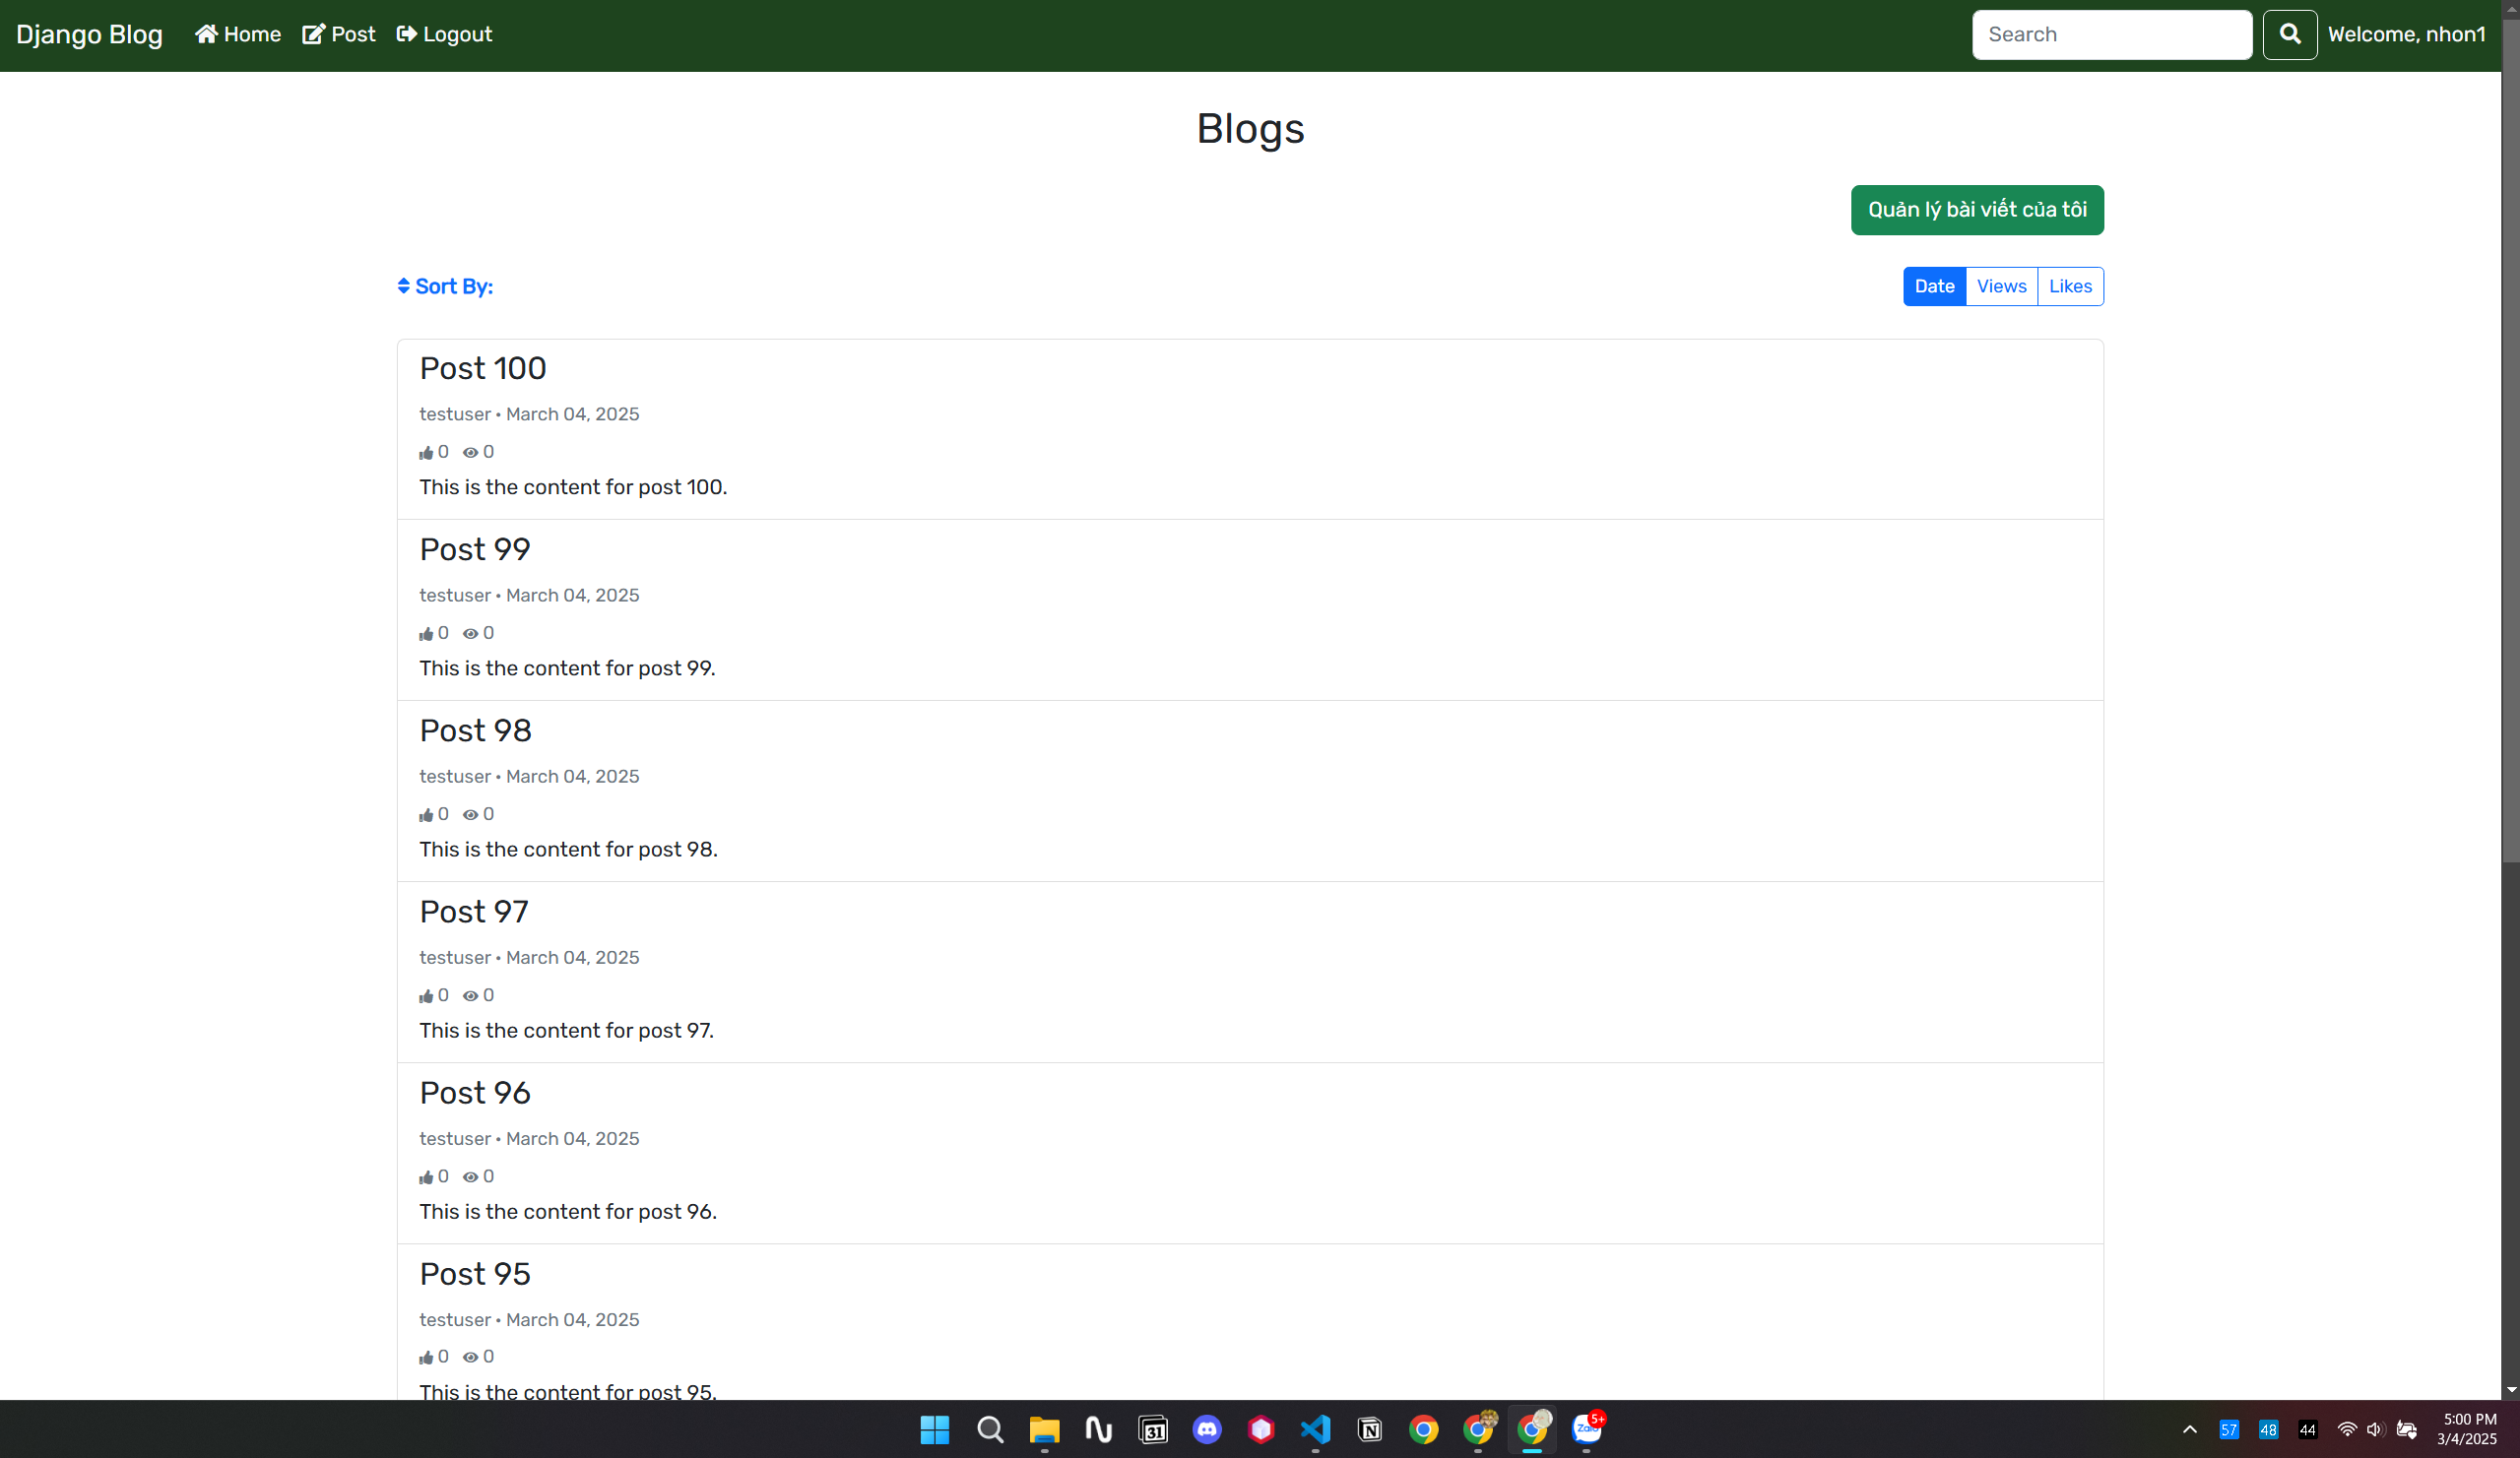 Django Blog Home Post Logout Search Welcome, nhon1
Blogs
Quản lý bài viết của tôi
Sort By: Date Views Likes
Post 100
testuser • March 04, 2025
0 0
This is the content for post 100.
Post 99
testuser • March 04, 2025
0 0
This is the content for post 99.
Post 98
testuser • March 04, 2025
0 0
This is the content for post 98.
Post 97
testuser • March 04, 2025
0 0
This is the content for post 97.
Post 96
testuser • March 04, 2025
0 0
This is the content for post 96.
Post 95
testuser • March 04, 2025
0 0
This is the content for post 95.
31 Zalo 5+ 57 48 44 5:00 PM
3/4/2025